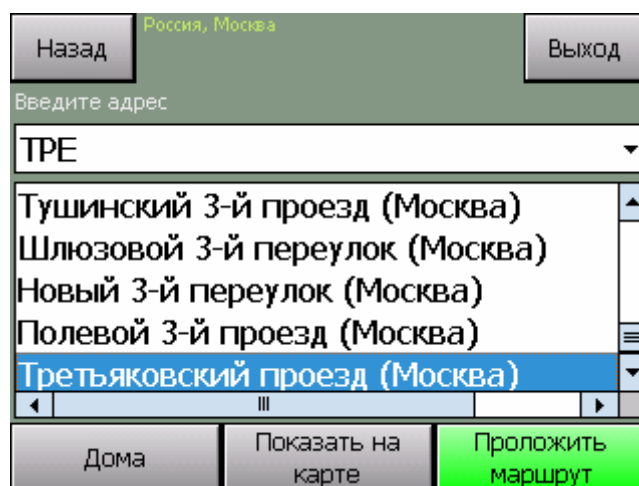 Назад
Россия, Москва
Выход
Введите адрес
ТРЕ
Тушинский 3-й проезд (Москва)
Шлюзовой 3-й переулок (Москва)
Новый 3-й переулок (Москва)
Полевой 3-й проезд (Москва)
Третьяковский проезд (Москва)
Дома
Показать на
карте
Проложить
маршрут